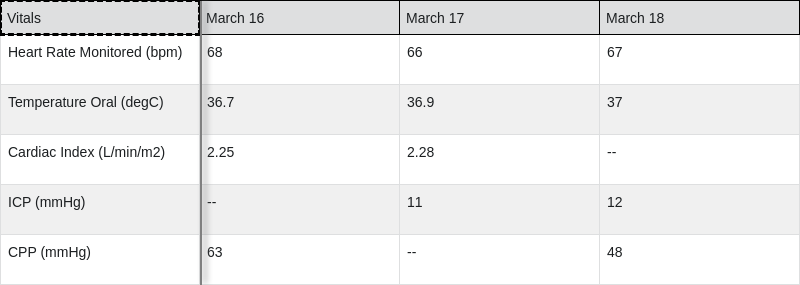 Vitals March 16 March 17 March 18
Heart Rate Monitored (bpm) 68 66 67
Temperature Oral (degC) 36.7 36.9 37
Cardiac Index (L/min/m2) 2.25 2.28 --
ICP (mmHg) -- 11 12
CPP (mmHg) 63 -- 48